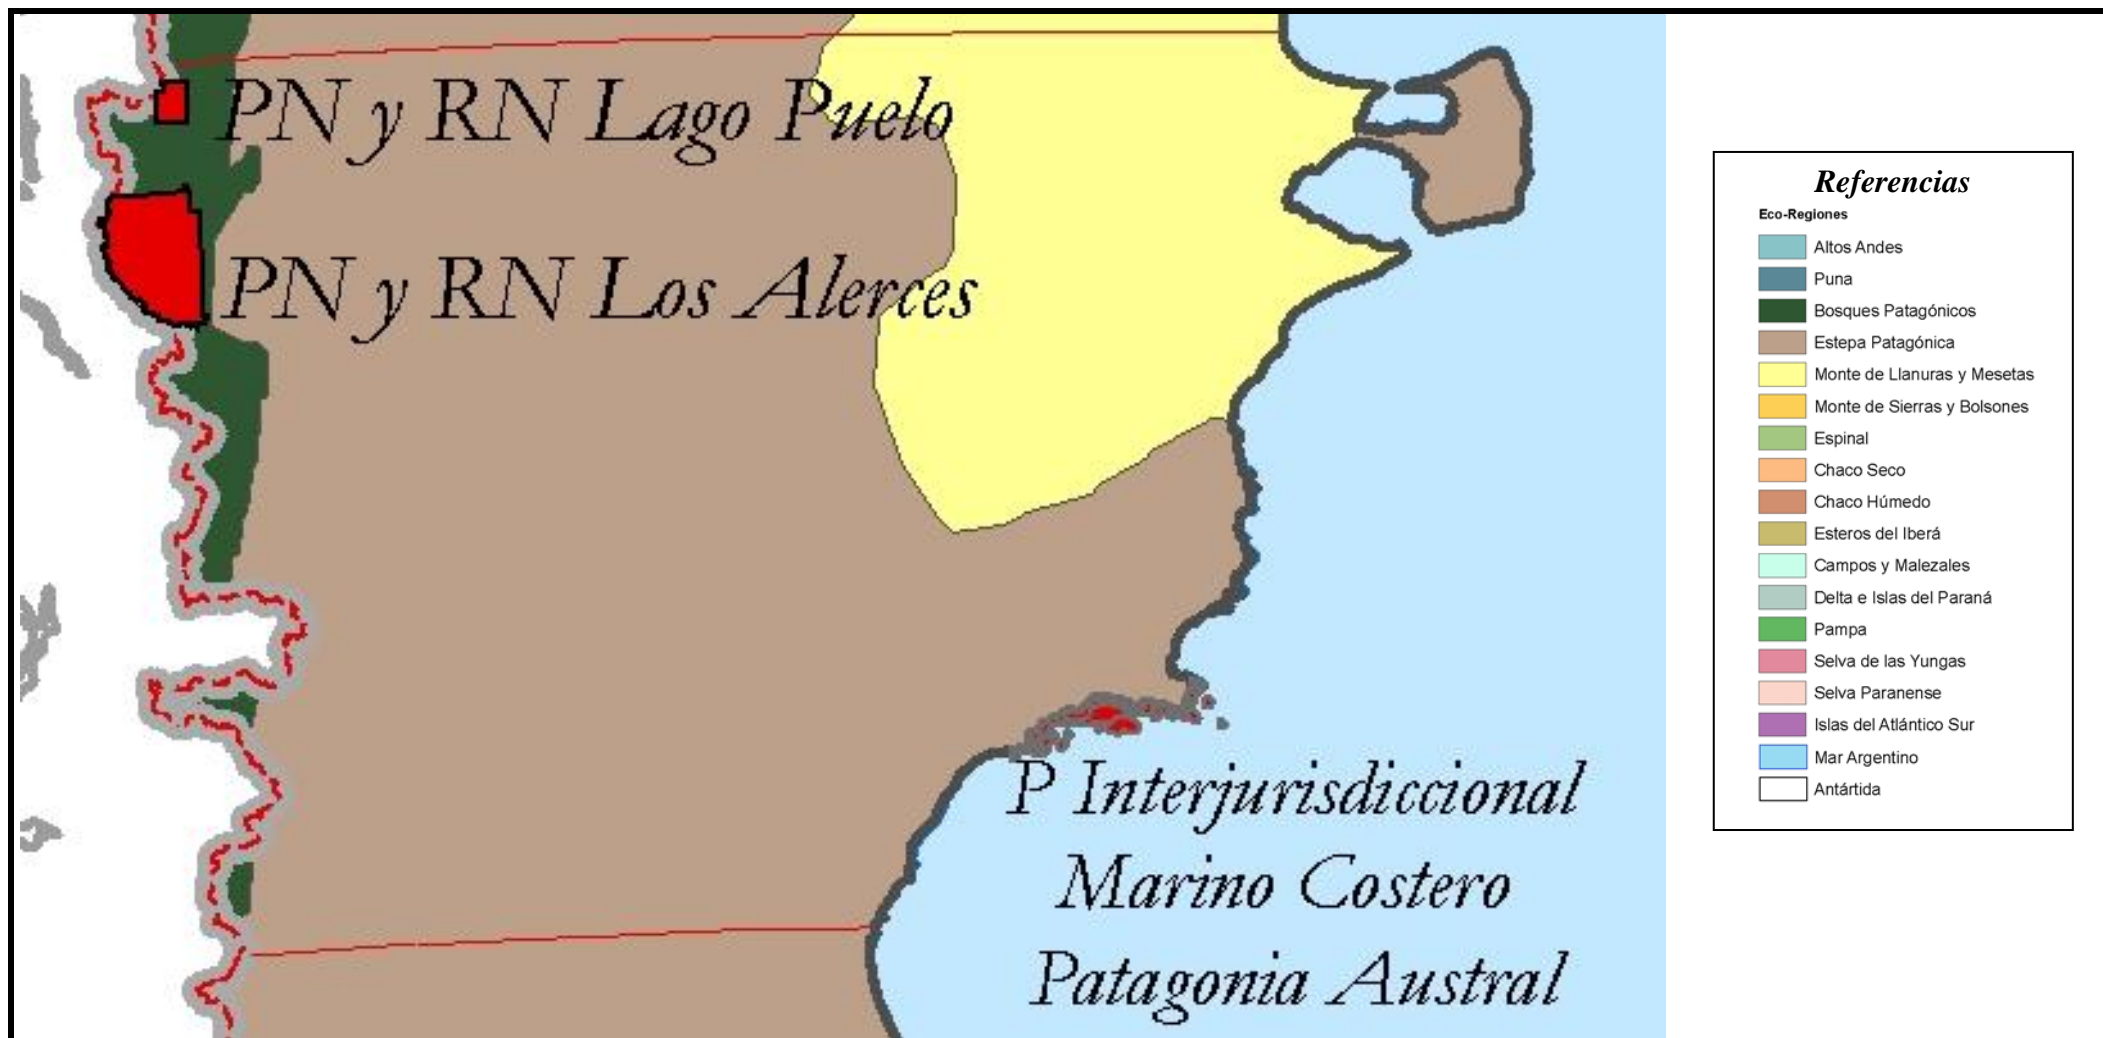 PN y RN Lago Puelo
PN y RN Los Alerces
P Interjurisdiccional
Marino Costero
Patagonia Austral
Referencias
Eco-Regiones
Altos Andes
Puna
Bosques Patagónicos
Estepa Patagónica
Monte de Llanuras y Mesetas
Monte de Sierras y Bolsones
Espinal
Chaco Seco
Chaco Húmedo
Esteros del Iberá
Campos y Malezales
Delta e Islas del Paraná
Pampa
Selva de las Yungas
Selva Paranense
Islas del Atlántico Sur
Mar Argentino
Antártida